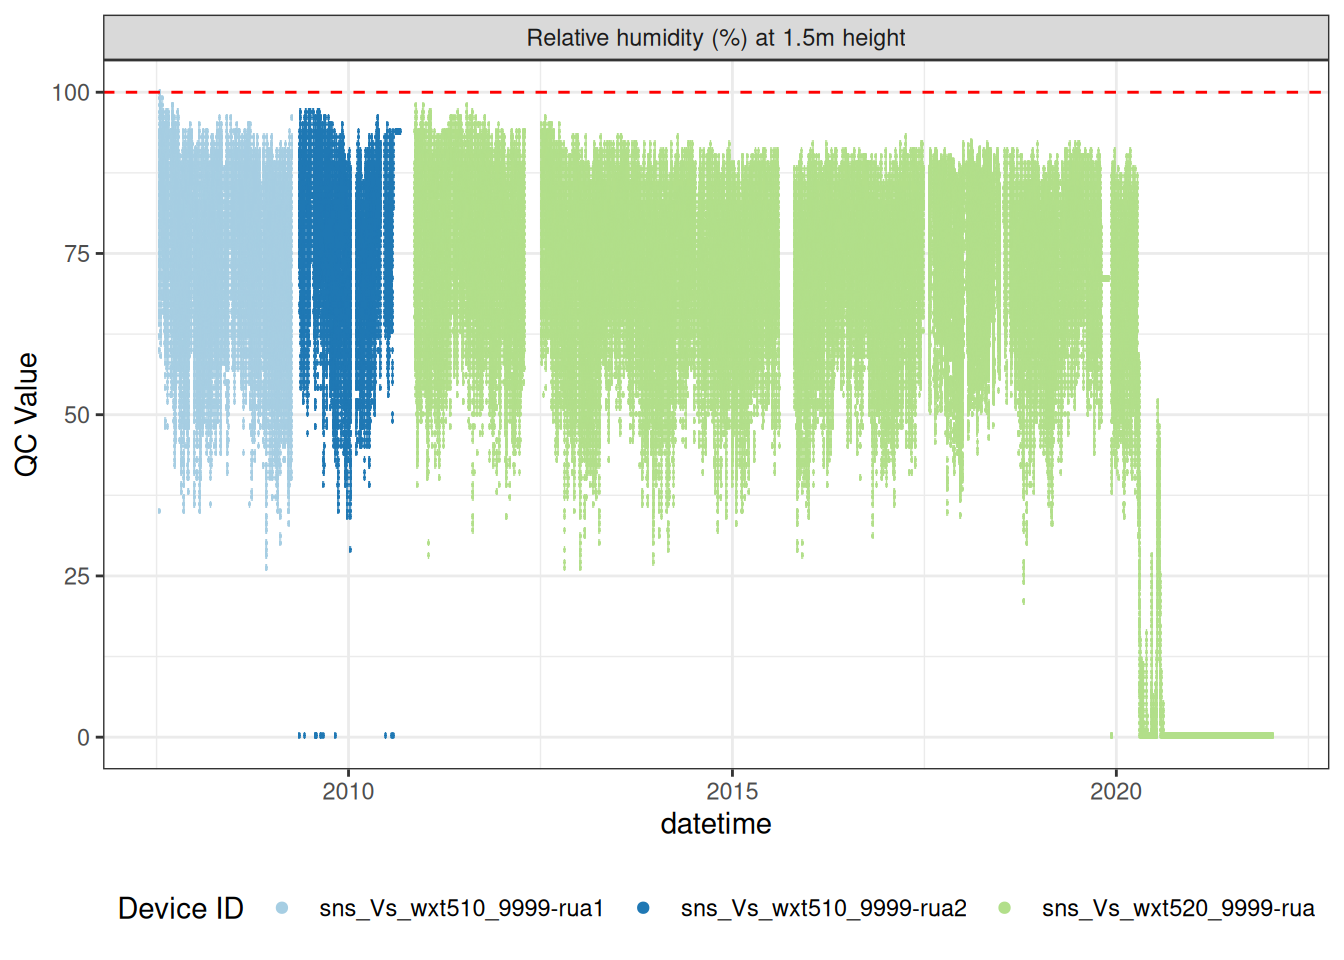 Relative humidity (%) at 1.5m height
100
75
50
25
0
QC Value
2010 2015 2020
datetime
Device ID sns_Vs_wxt510_9999-rua1 sns_Vs_wxt510_9999-rua2 sns_Vs_wxt520_9999-rua